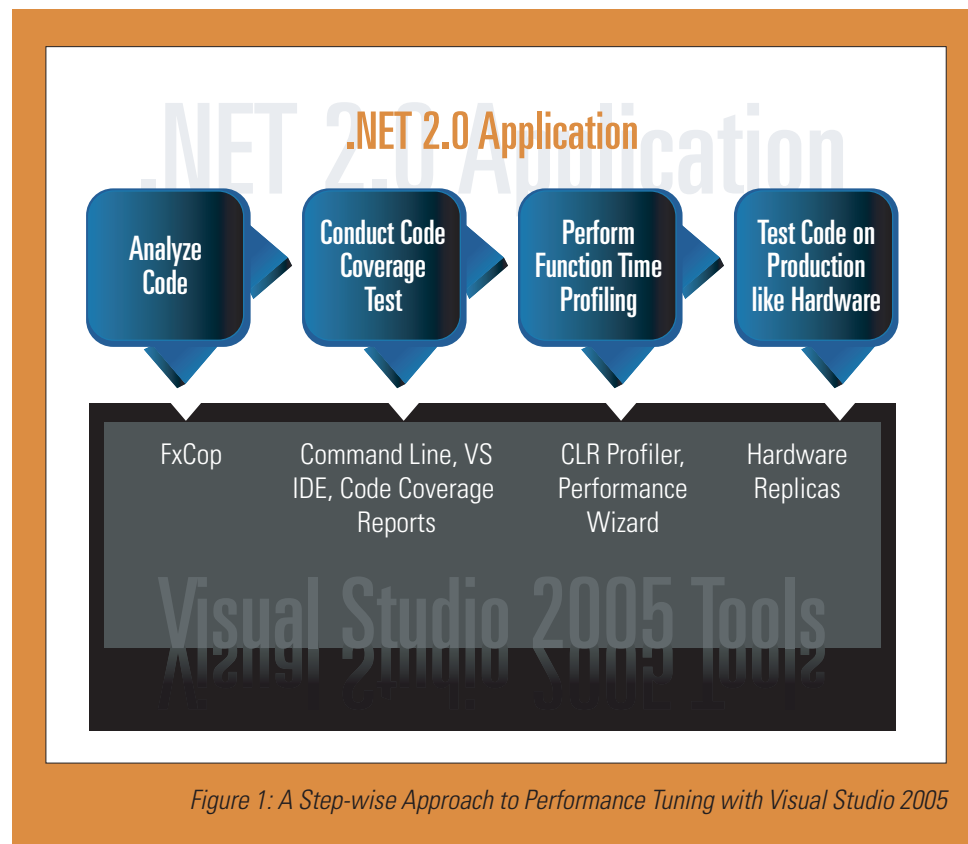 .NET 2.0 Application
.NET 2.0 Application
Analyze
Code
Conduct Code
Coverage
Test
Perform
Function Time
Profiling
Test Code on
Production
like Hardware
FxCop
Command Line, VS
IDE, Code Coverage
Reports
CLR Profiler,
Performance
Wizard
Hardware
Replicas
Visual Studio 2005 Tools
Figure 1: A Step-wise Approach to Performance Tuning with Visual Studio 2005